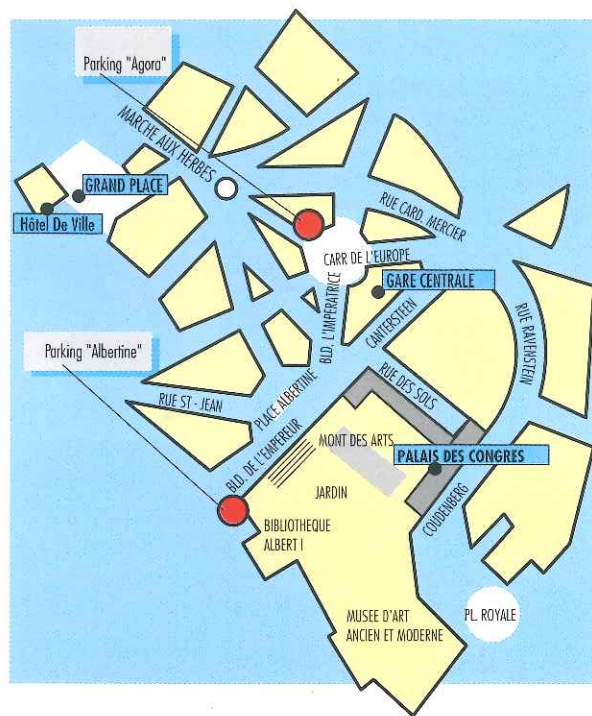 Parking "Agora"
MARCHE AUX HERBES
GRAND PLACE
Hôtel De Ville
RUE CARD. MERCIER
CARR DE L'EUROPE
GARE CENTRALE
BLD. L'IMPERATRICE
CANTERSTEEN
RUE RAVENSTEIN
Parking "Albertine"
RUE ST - JEAN
PLACE ALBERTINE
RUE DES SOLS
BLD. DE L'EMPEREUR
MONT DES ARTS
PALAIS DES CONGRES
JARDIN
COUDENBERG
BIBLIOTHEQUE
ALBERT I
MUSEE D'ART
ANCIEN ET MODERNE
PL. ROYALE